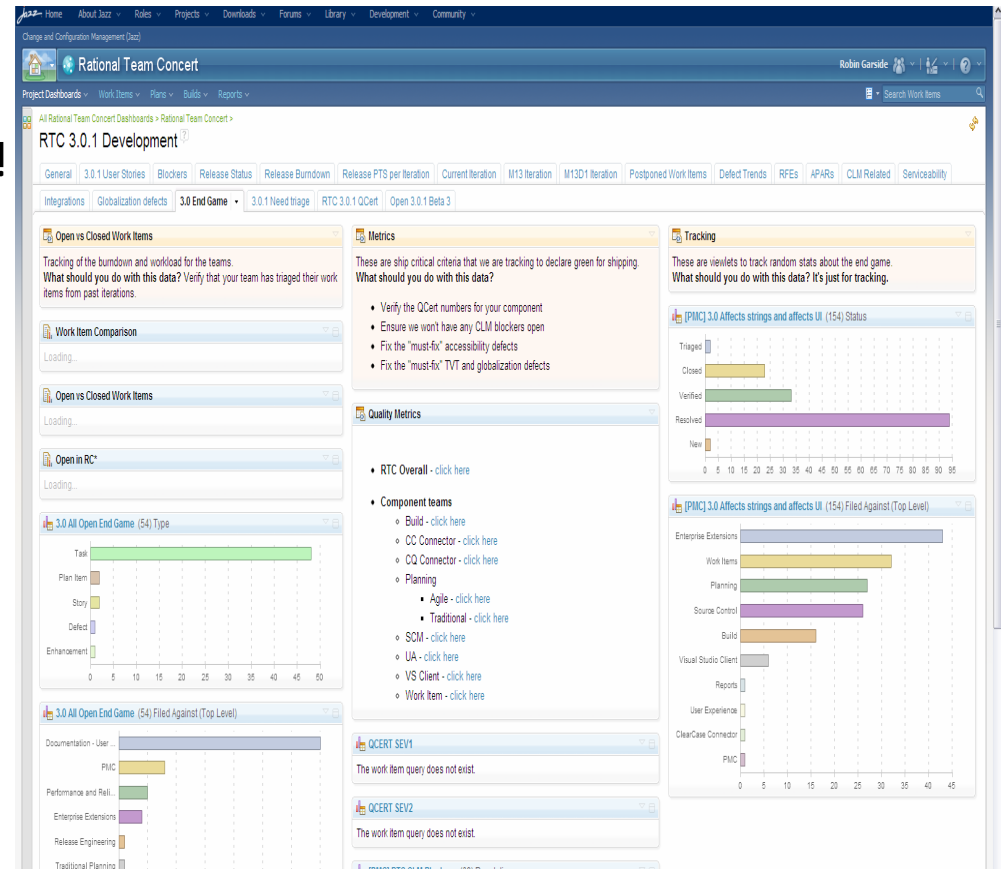 Jazz Home About Jazz Roles Projects Downloads Forums Library Development Community
Change and Configuration Management (Jazz)
Rational Team Concert
Robin Garside
Project Dashboards Work Items Plans Builds Reports
Search Work Items
All Rational Team Concert Dashboards > Rational Team Concert >
RTC 3.0.1 Development ?
!
General 3.0.1 User Stories Blockers Release Status Release Burndown Release PTS per Iteration Current Iteration M13 Iteration M13D1 Iteration Postponed Work Items Defect Trends RFEs APARs CLM Related Serviceability
Integrations Globalization defects 3.0 End Game 3.0.1 Need triage RTC 3.0.1 QCert Open 3.0.1 Beta 3
Open vs Closed Work Items
Tracking of the burndown and workload for the teams.
What should you do with this data? Verify that your team has triaged their work
items from past iterations.
Work Item Comparison
Loading...
Open vs Closed Work Items
Loading...
Open in RC*
Loading...
3.0 All Open End Game (54) Type
Task
Plan Item
Story
Defect
Enhancement
0 5 10 15 20 25 30 35 40 45 50
3.0 All Open End Game (54) Filed Against (Top Level)
Documentation - User ...
PMC
Performance and Reli...
Enterprise Extensions
Release Engineering
Traditional Planning
Metrics
These are ship critical criteria that we are tracking to declare green for shipping.
What should you do with this data?
• Verify the QCert numbers for your component
• Ensure we won't have any CLM blockers open
• Fix the "must-fix" accessibility defects
• Fix the "must-fix" TVT and globalization defects
Quality Metrics
• RTC Overall - click here
• Component teams
Build - click here
CC Connector - click here
CQ Connector - click here
Planning
Agile - click here
Traditional - click here
SCM - click here
UA - click here
VS Client - click here
Work Item - click here
QCERT SEV1
The work item query does not exist.
QCERT SEV2
The work item query does not exist.
Tracking
These are viewlets to track random stats about the end game.
What should you do with this data? It's just for tracking.
[PMC] 3.0 Affects strings and affects UI (154) Status
Triaged
Closed
Verified
Resolved
New
0 5 10 15 20 25 30 35 40 45 50 55 60 65 70 75 80 85 90 95
[PMC] 3.0 Affects strings and affects UI (154) Filed Against (Top Level)
Enterprise Extensions
Work Items
Planning
Source Control
Build
Visual Studio Client
Reports
User Experience
ClearCase Connector
PMC
0 5 10 15 20 25 30 35 40 45